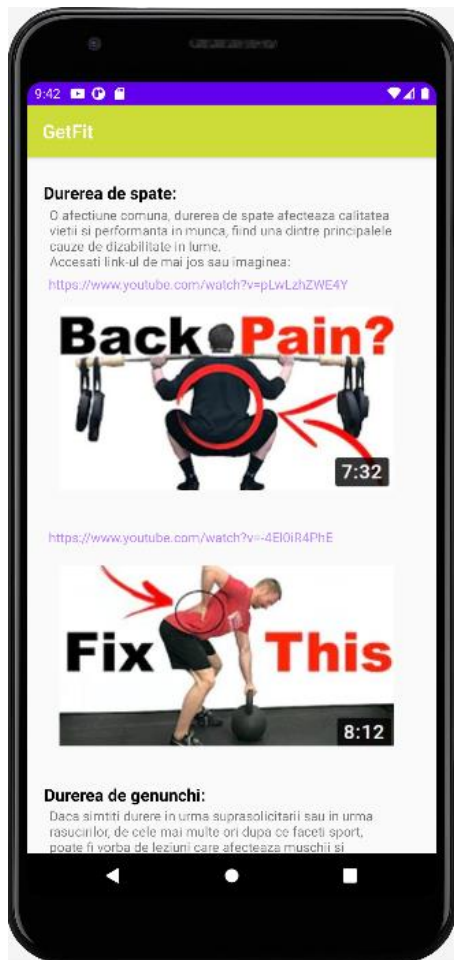 9:42
GetFit
Durerea de spate:
O afectiune comuna, durerea de spate afecteaza calitatea
vietii si performanta in munca, fiind una dintre principalele
cauze de dizabilitate in lume.
Accesati link-ul de mai jos sau imaginea:
https://www.youtube.com/watch?v=pLwLzhZWE4Y
Back Pain?
7:32
https://www.youtube.com/watch?v=-4EI0iR4PhE
Fix This
8:12
Durerea de genunchi:
Daca simtiti durere in urma suprasolicitarii sau in urma
rasucirilor, de cele mai multe ori dupa ce faceti sport,
poate fi vorba de leziuni care afecteaza muschii si